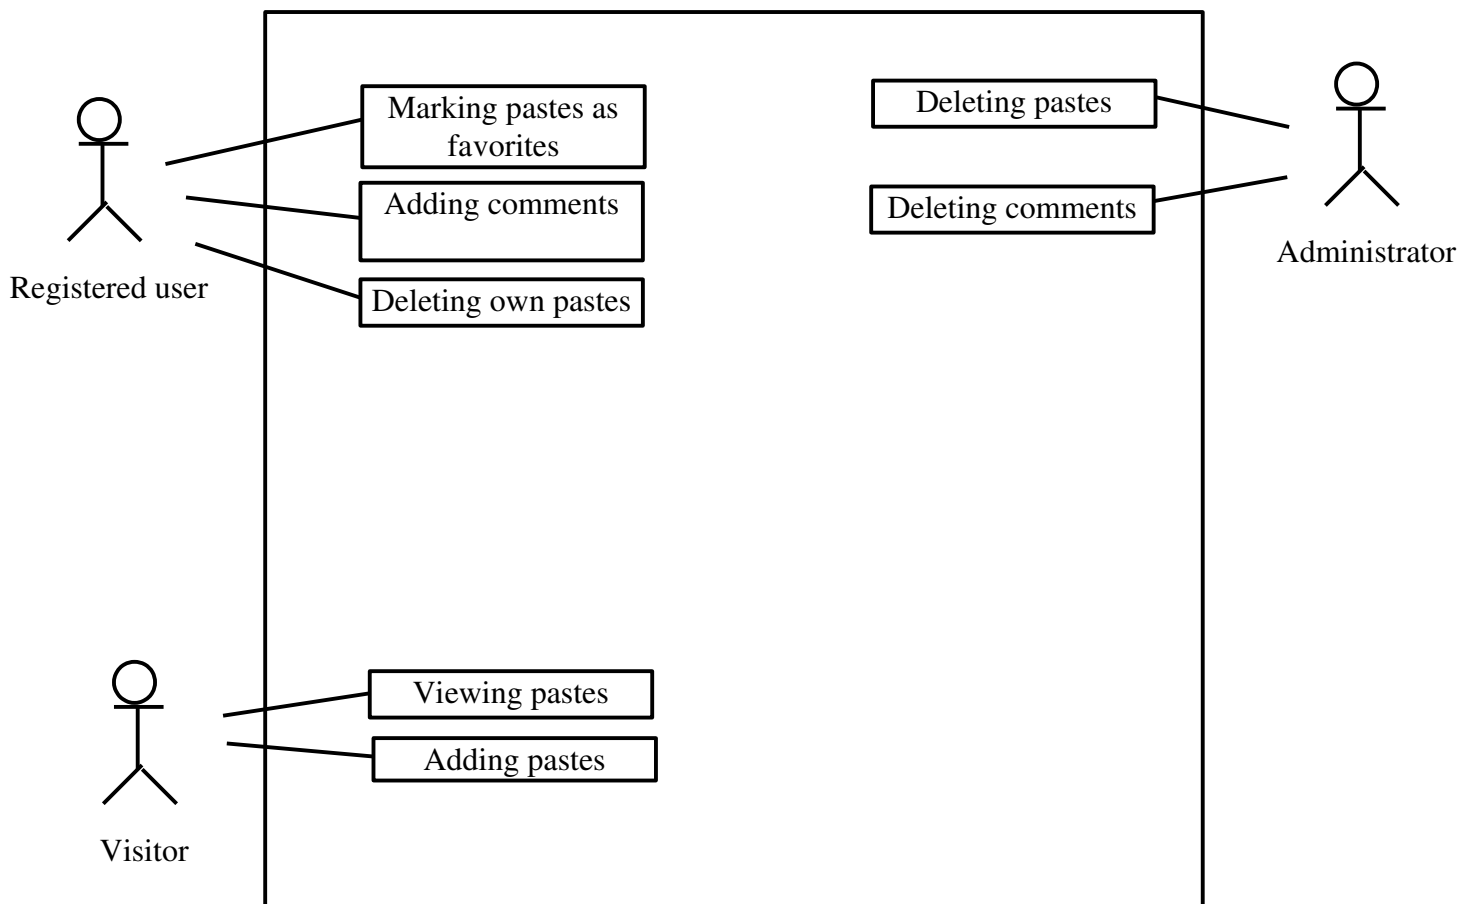 Marking pastes as
favorites
Adding comments
Deleting own pastes
Registered user
Deleting pastes
Deleting comments
Administrator
Viewing pastes
Adding pastes
Visitor